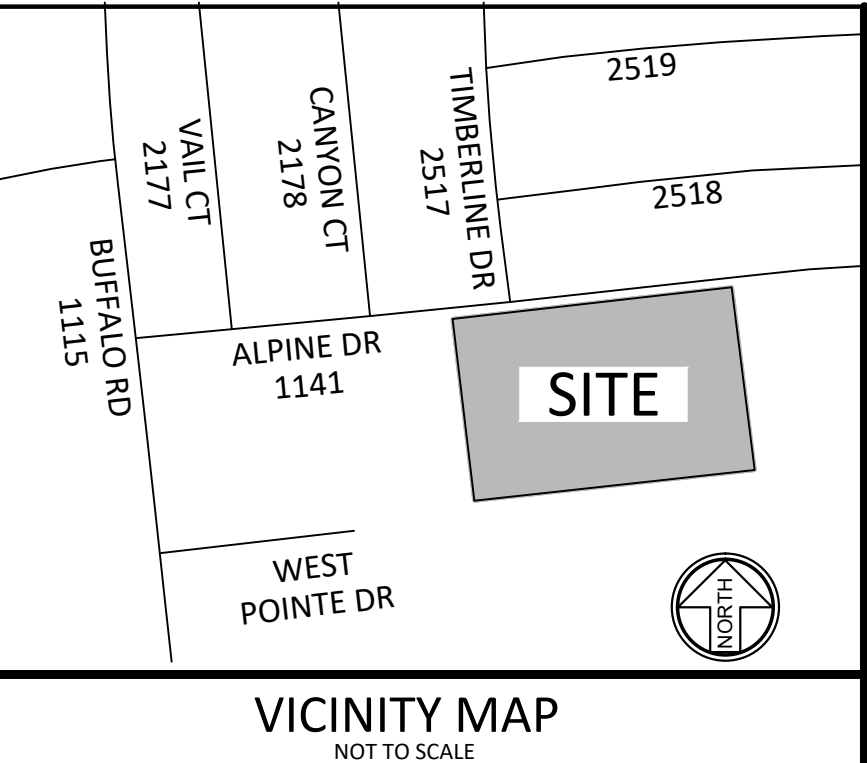 2519
VAIL CT
2177
CANYON CT
2178
TIMBERLINE DR
2517
2518
BUFFALO RD
1115
ALPINE DR
1141
SITE
WEST
POINTE DR
NORTH
VICINITY MAP
NOT TO SCALE